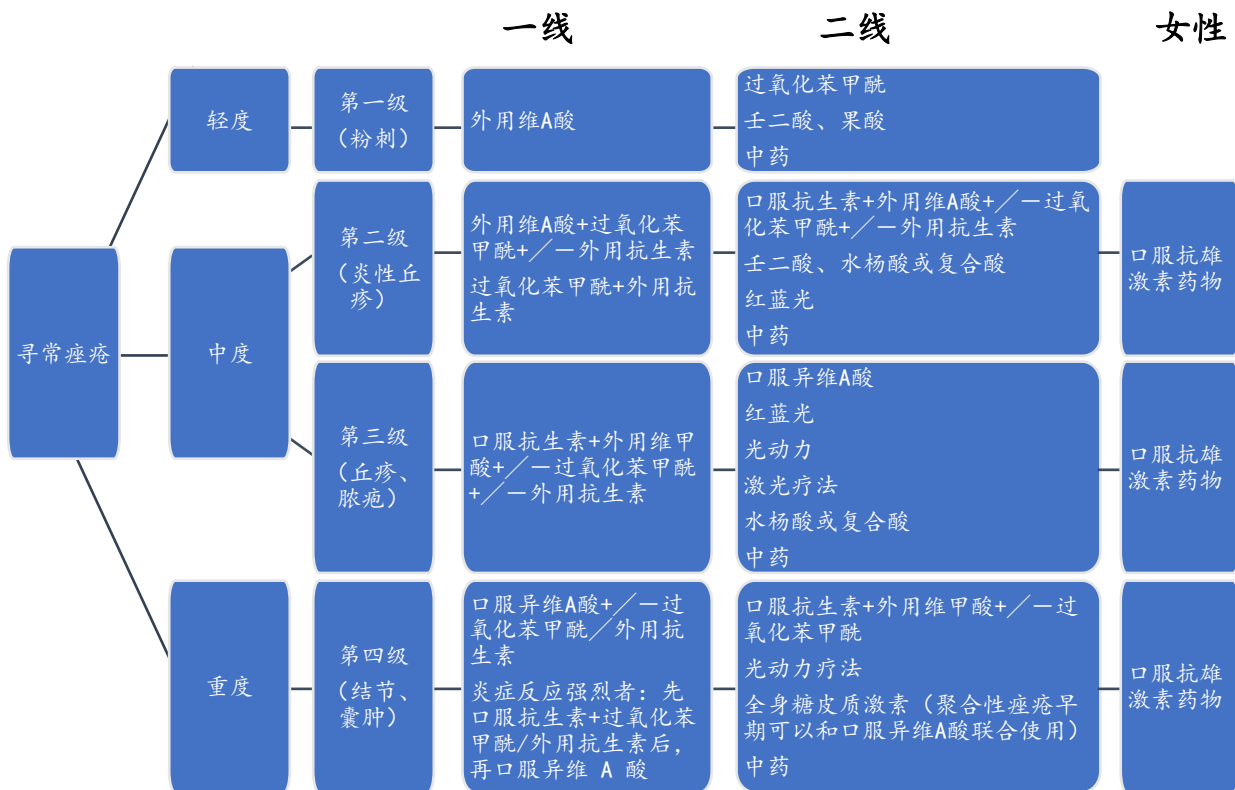 一线
二线
女性
寻常痤疮
轻度
第一级
（粉刺）
外用维A酸
过氧化苯甲酰
壬二酸、果酸
中药
中度
第二级
（炎性丘
疹）
外用维A酸+过氧化苯
甲酰+／－外用抗生素
过氧化苯甲酰+外用抗
生素
口服抗生素+外用维A酸+／－过氧
化苯甲酰+／－外用抗生素
壬二酸、水杨酸或复合酸
红蓝光
中药
口服抗雄
激素药物
第三级
（丘疹、
脓疱）
口服抗生素+外用维甲
酸+／－过氧化苯甲酰
+／－外用抗生素
口服异维A酸
红蓝光
光动力
激光疗法
水杨酸或复合酸
中药
口服抗雄
激素药物
重度
第四级
（结节、
囊肿）
口服异维A酸+／－过
氧化苯甲酰／外用抗
生素
炎症反应强烈者：先
口服抗生素+过氧化苯
甲酰/外用抗生素后，
再口服异维 A 酸
口服抗生素+外用维甲酸+／－过
氧化苯甲酰
光动力疗法
全身糖皮质激素（聚合性痤疮早
期可以和口服异维A酸联合使用）
中药
口服抗雄
激素药物